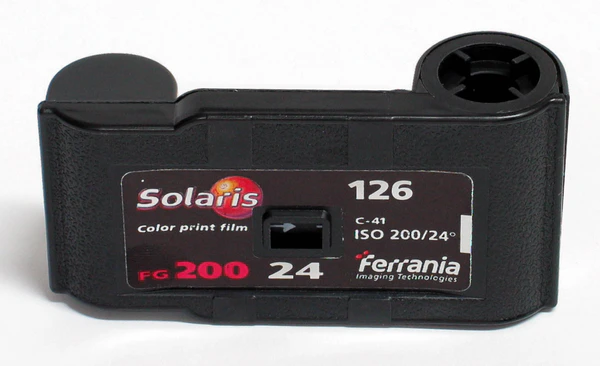 Solaris
Color print film
FG 200
24
126
C-41
ISO 200/24°
Ferrania
Imaging Technologies